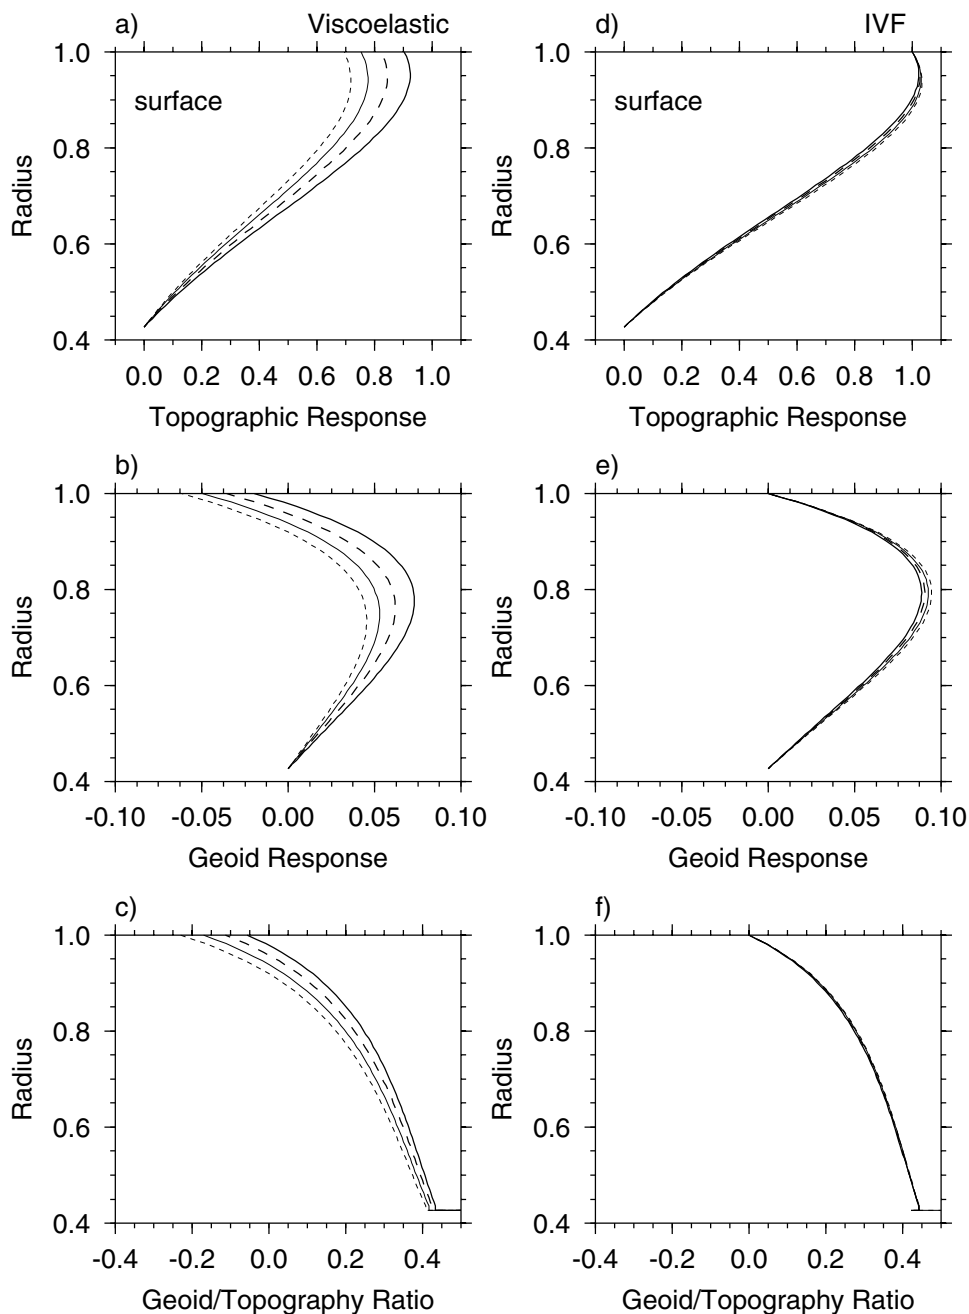 a) Viscoelastic
1.0
0.8
0.6
0.4
Radius
surface
0.0 0.2 0.4 0.6 0.8 1.0
Topographic Response
d) IVF
1.0
0.8
0.6
0.4
Radius
surface
0.0 0.2 0.4 0.6 0.8 1.0
Topographic Response
b)
1.0
0.8
0.6
0.4
Radius
-0.10 -0.05 0.00 0.05 0.10
Geoid Response
e)
1.0
0.8
0.6
0.4
Radius
-0.10 -0.05 0.00 0.05 0.10
Geoid Response
c)
1.0
0.8
0.6
0.4
Radius
-0.4 -0.2 0.0 0.2 0.4
Geoid/Topography Ratio
f)
1.0
0.8
0.6
0.4
Radius
-0.4 -0.2 0.0 0.2 0.4
Geoid/Topography Ratio